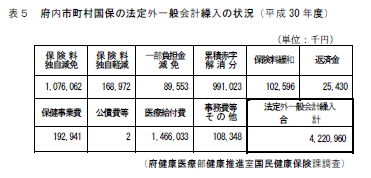 表5 府内市町村国保の法定外一般会計繰入の状況(平成30年度)
(単位:千円)
保険料独自減免 保険料独自軽減 一部負担金減免 累積赤字解消分 保険料緩和 返済金
1,076,062 168,972 89,553 991,023 102,596 25,430
保健事業費 公債費等 医療給付費 事務費等その他 法定外一般会計繰入合計
192,941 2 1,466,033 108,348 4,220,960
(府健康医療部健康推進室国民健康保険課調査)